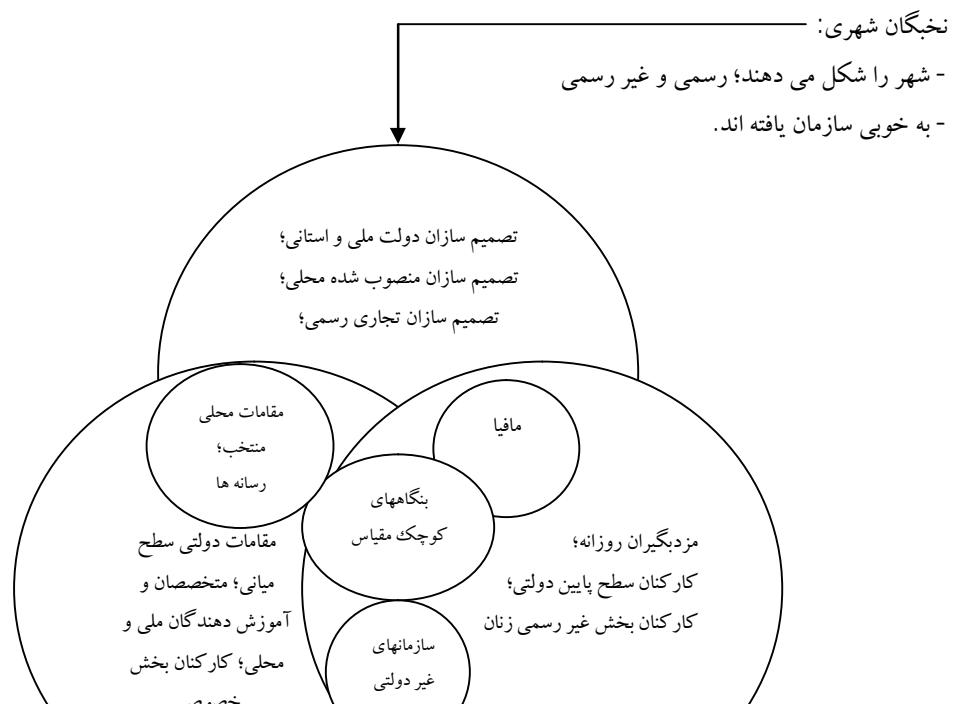 نخبگان شهری:
- شهر را شکل می دهند؛ رسمی و غیر رسمی
- به خوبی سازمان یافته اند.
تصمیم سازان دولت ملی و استانی؛
تصمیم سازان منصوب شده محلی؛
تصمیم سازان تجاری رسمی؛
مافیا
مقامات محلی
منتخب؛
رسانه ها
بنگاههای
کوچک مقیاس
مزدبگیران روزانه؛
کارکنان سطح پایین دولتی؛
کارکنان بخش غیر رسمی زنان
مقامات دولتی سطح
میانی؛ متخصصان و
آموزش دهندگان ملی و
محلی؛ کارکنان بخش
سازمانهای
غیر دولتی